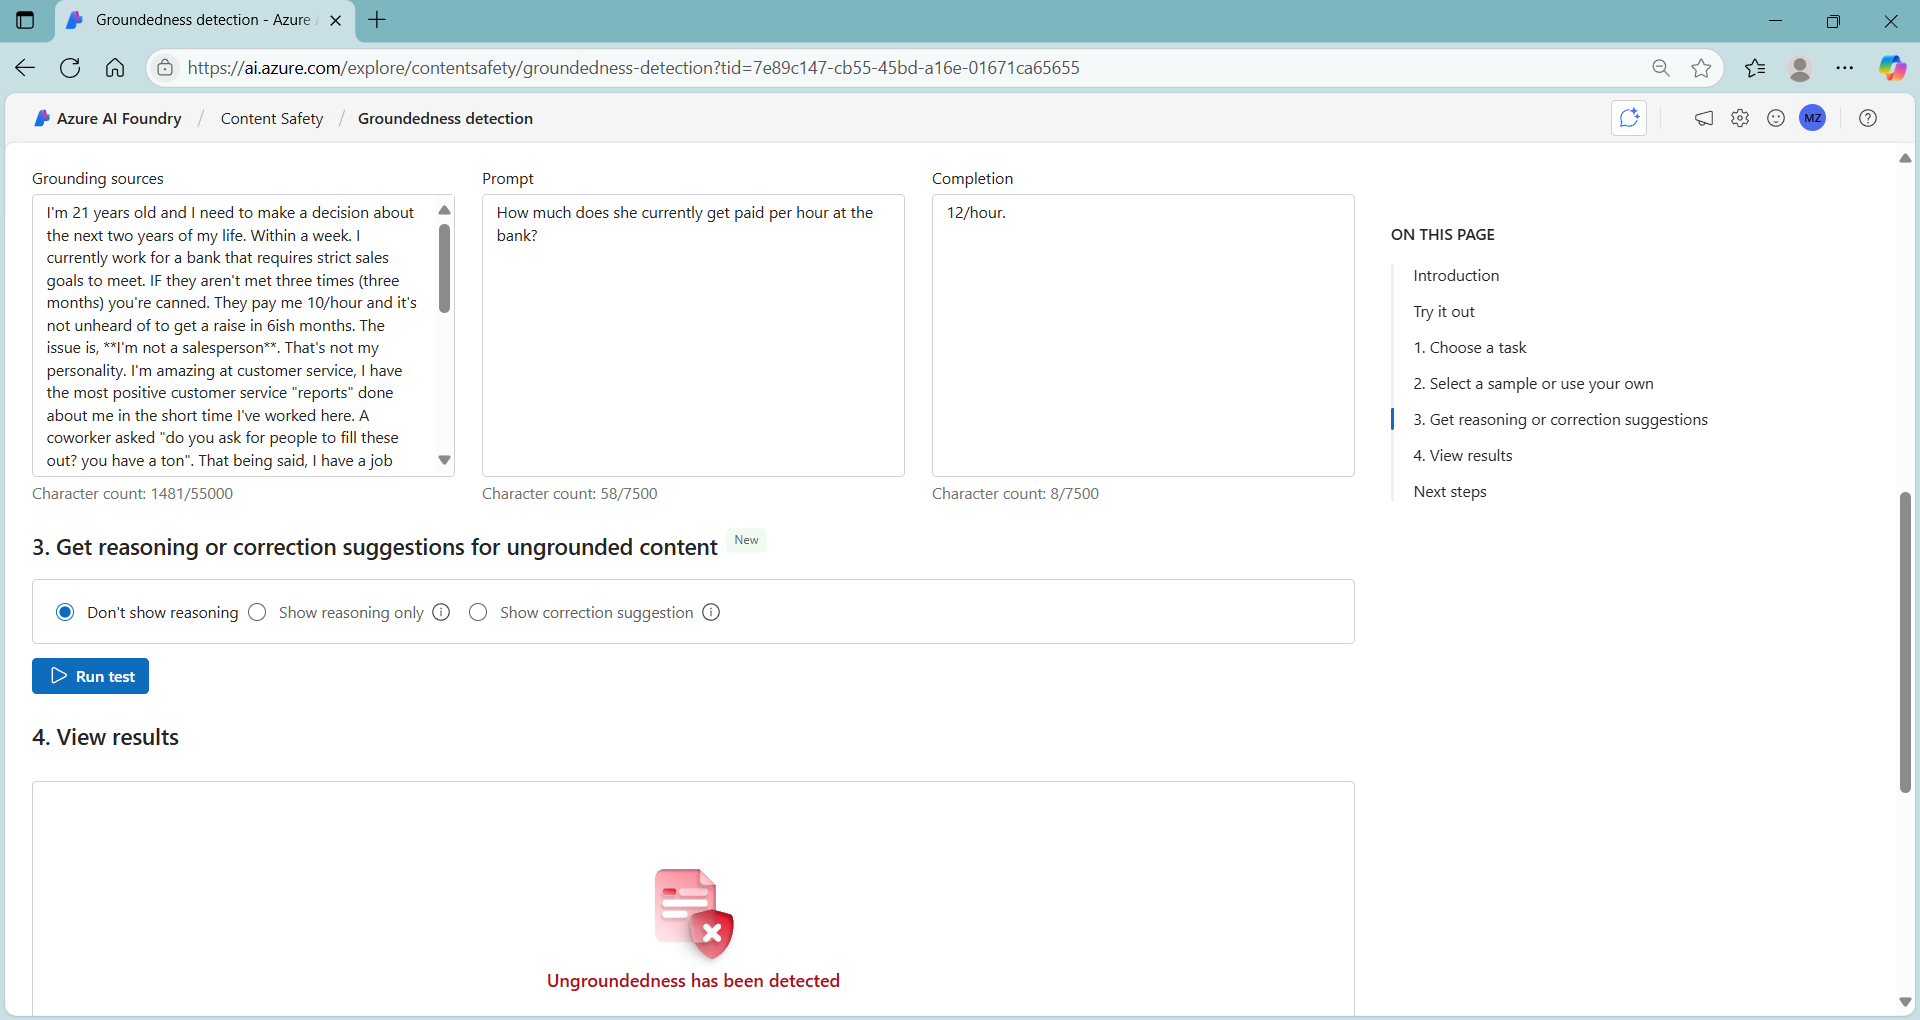 Groundedness detection - Azure
https://ai.azure.com/explore/contentsafety/groundedness-detection?tid=7e89c147-cb55-45bd-a16e-01671ca65655
Azure AI Foundry / Content Safety / Groundedness detection
MZ
Grounding sources
I'm 21 years old and I need to make a decision about
the next two years of my life. Within a week. I
currently work for a bank that requires strict sales
goals to meet. IF they aren't met three times (three
months) you're canned. They pay me 10/hour and it's
not unheard of to get a raise in 6ish months. The
issue is, **I'm not a salesperson**. That's not my
personality. I'm amazing at customer service, I have
the most positive customer service "reports" done
about me in the short time I've worked here. A
coworker asked "do you ask for people to fill these
out? you have a ton". That being said, I have a job
Character count: 1481/55000
Prompt
How much does she currently get paid per hour at the
bank?
Character count: 58/7500
Completion
12/hour.
Character count: 8/7500
ON THIS PAGE
Introduction
Try it out
1. Choose a task
2. Select a sample or use your own
3. Get reasoning or correction suggestions
4. View results
Next steps
3. Get reasoning or correction suggestions for ungrounded content New
Don't show reasoning
Show reasoning only
Show correction suggestion
Run test
4. View results
Ungroundedness has been detected